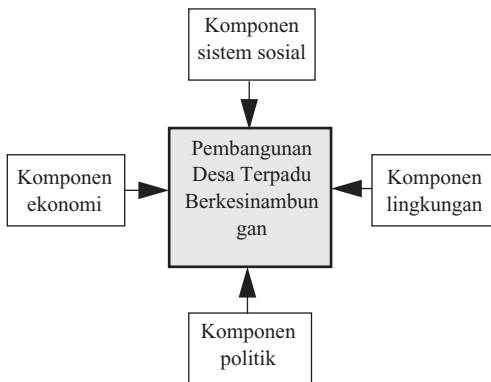 Komponen
sistem sosial
Pembangunan
Desa Terpadu
Berkesinambun
gan
Komponen
ekonomi
Komponen
lingkungan
Komponen
politik